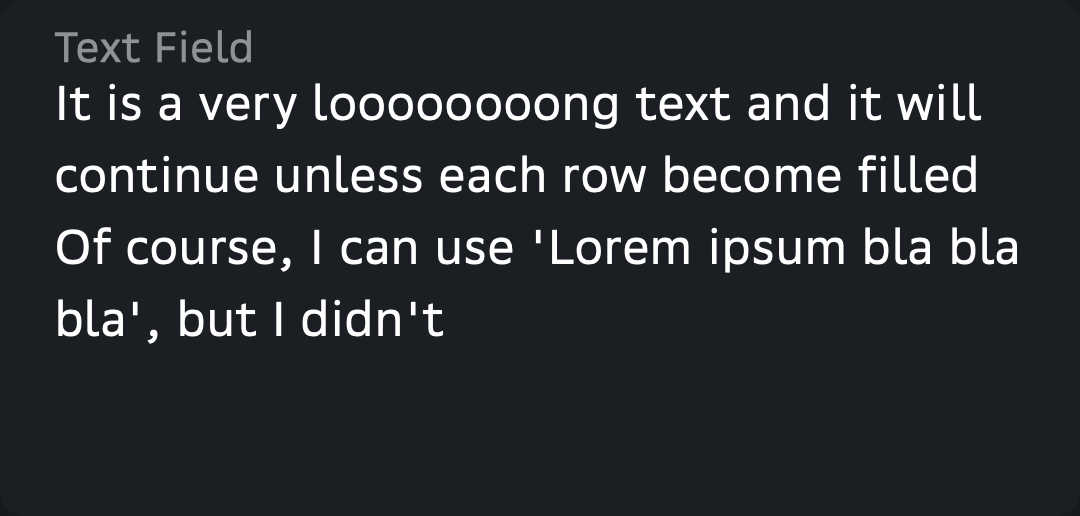 Text Field
It is a very looooooooong text and it will
continue unless each row become filled
Of course, I can use 'Lorem ipsum bla bla
bla', but I didn't